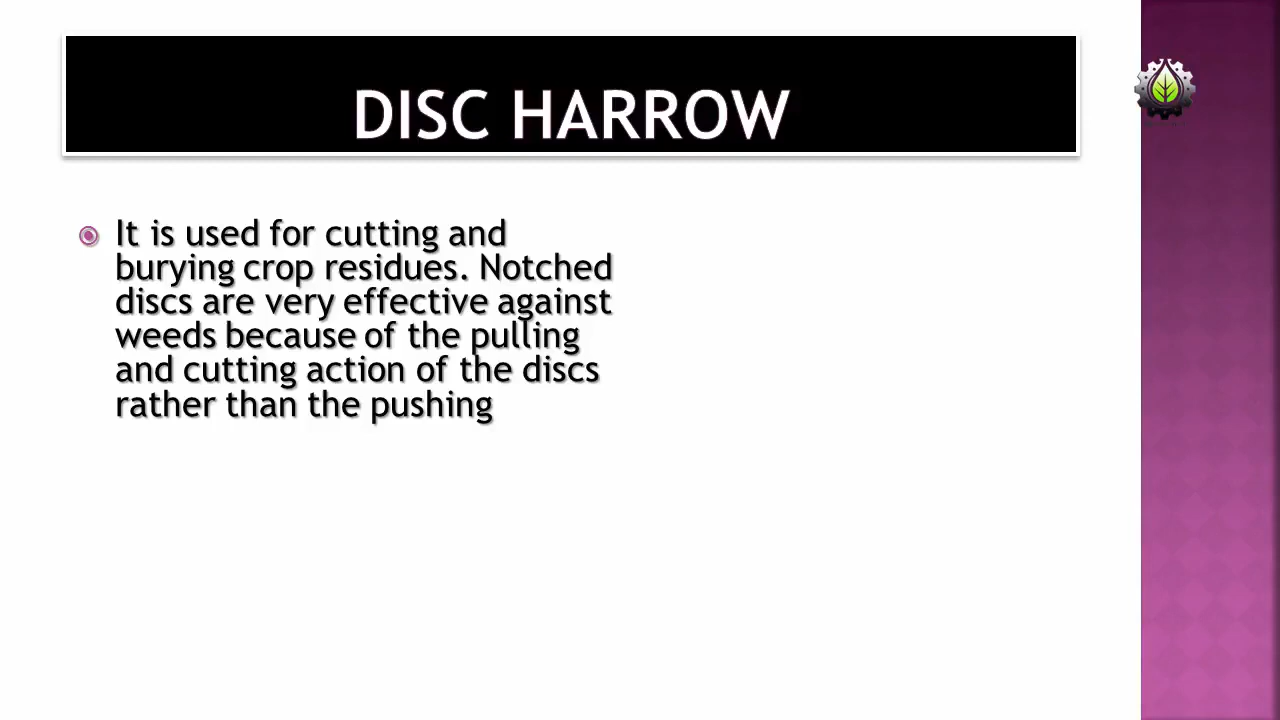 DISC HARROW
It is used for cutting and
burying crop residues. Notched
discs are very effective against
weeds because of the pulling
and cutting action of the discs
rather than the pushing